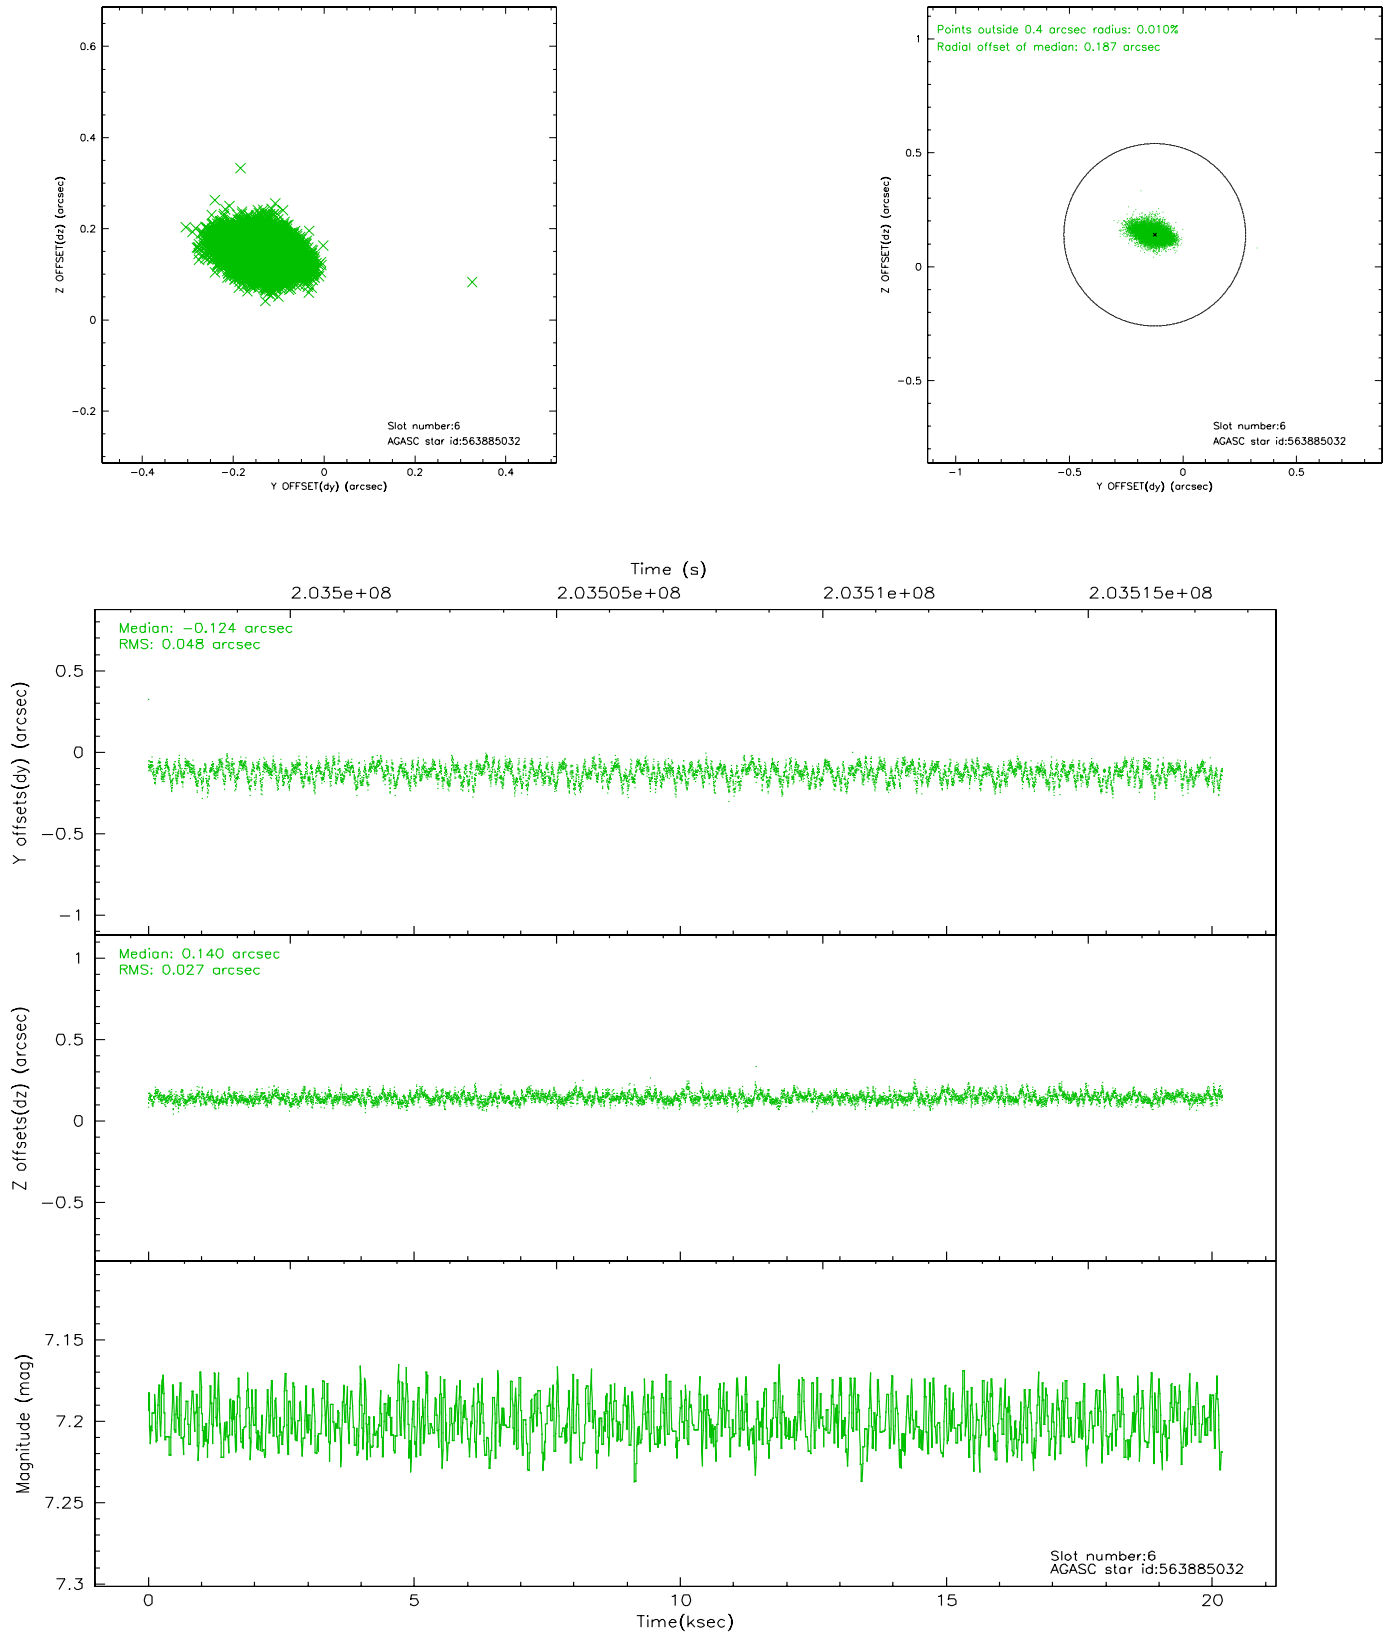 0.6
0.4
0.2
0
−0.2
Z OFFSET(dz) (arcsec)
−0.4
−0.2
0
0.2
0.4
Y OFFSET(dy) (arcsec)
Slot number:6
AGASC star id:563885032
Points outside 0.4 arcsec radius: 0.010%
Radial offset of median: 0.187 arcsec
1
0.5
0
−0.5
Z OFFSET(dz) (arcsec)
−1
−0.5
0
0.5
Y OFFSET(dy) (arcsec)
Slot number:6
AGASC star id:563885032
Time (s)
2.035e+08
2.03505e+08
2.0351e+08
2.03515e+08
Median: −0.124 arcsec
RMS: 0.048 arcsec
0.5
0
−0.5
−1
Y offsets(dy) (arcsec)
Median: 0.140 arcsec
RMS: 0.027 arcsec
1
0.5
0
−0.5
Z offsets(dz) (arcsec)
7.15
7.2
7.25
7.3
Magnitude (mag)
Slot number:6
AGASC star id:563885032
0
5
10
15
20
Time(ksec)